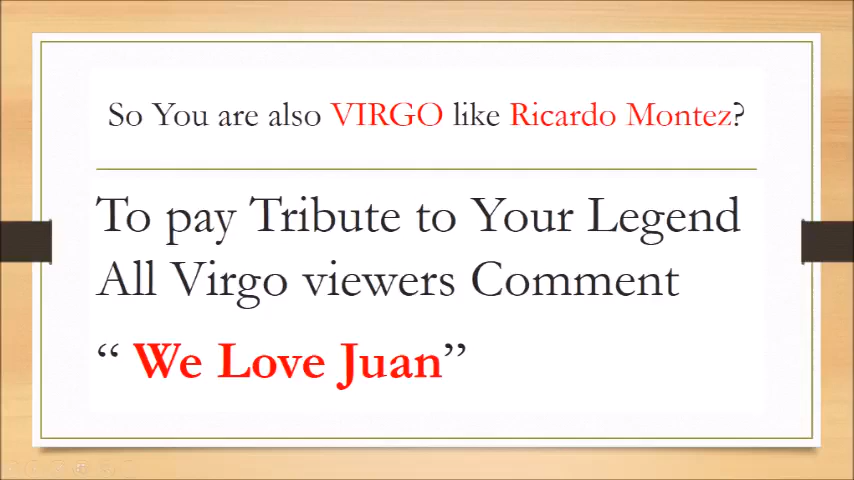 So You are also VIRGO like Ricardo Montez?
To pay Tribute to Your Legend
All Virgo viewers Comment
“ We Love Juan”